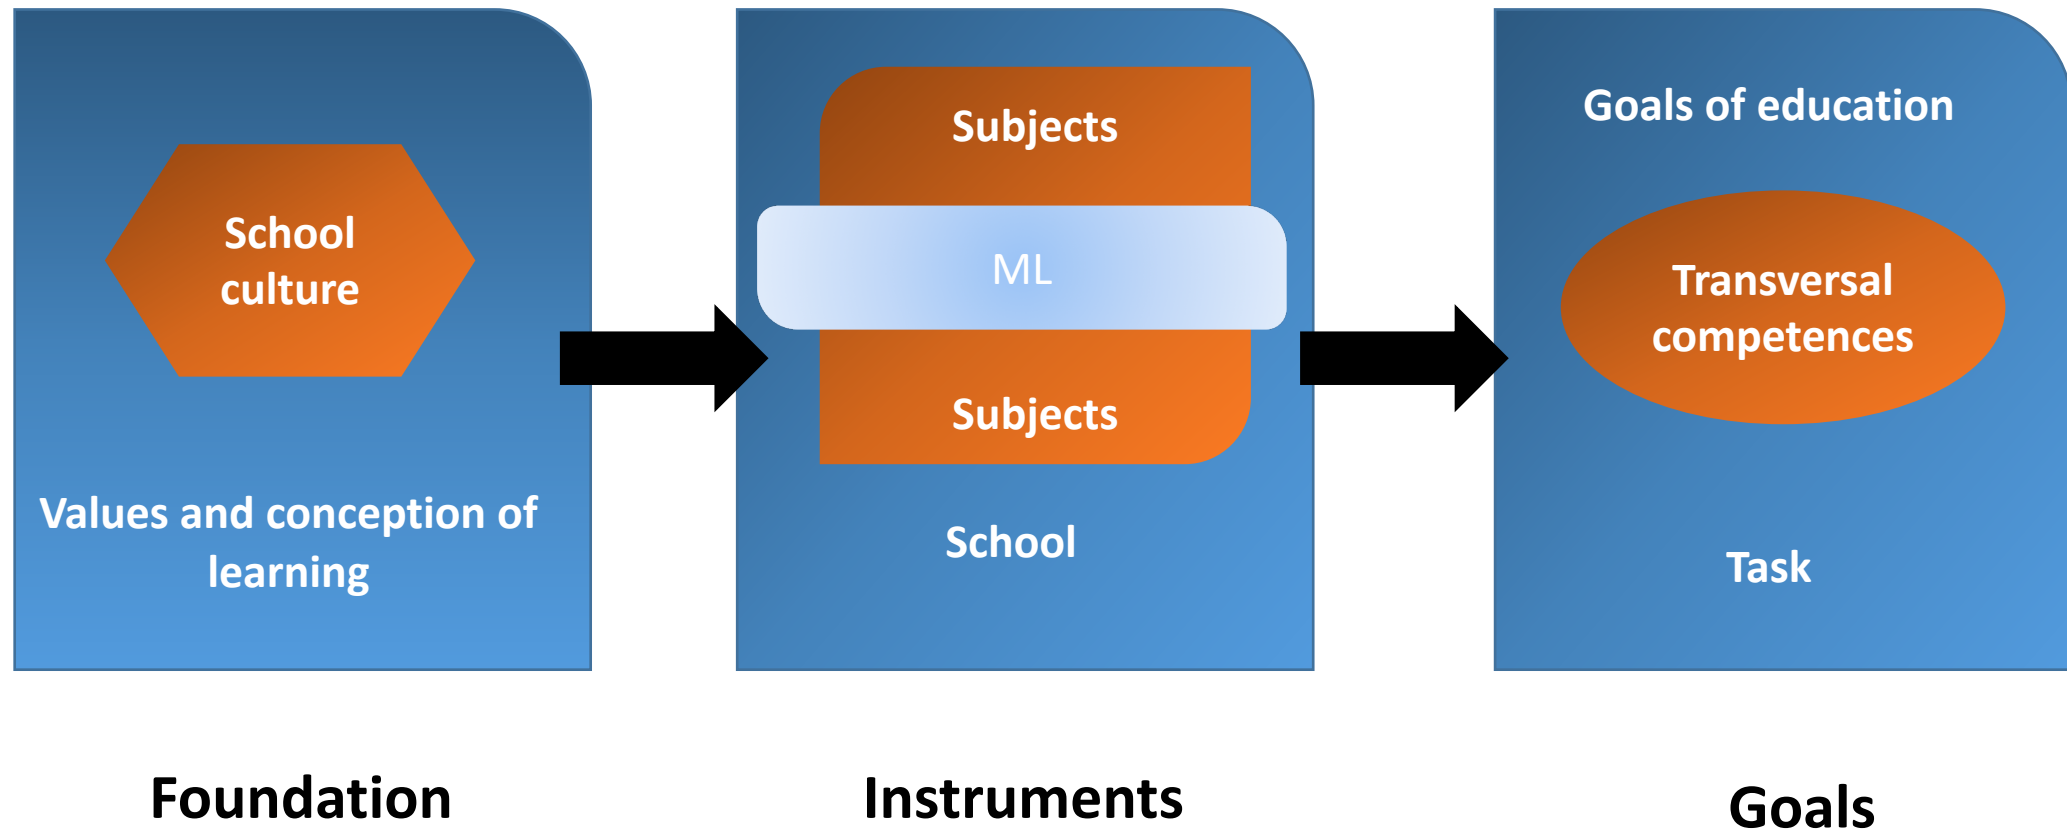 School
culture
Values and conception of
learning
Subjects
ML
Subjects
School
Goals of education
Transversal
competences
Task
Foundation
Instruments
Goals